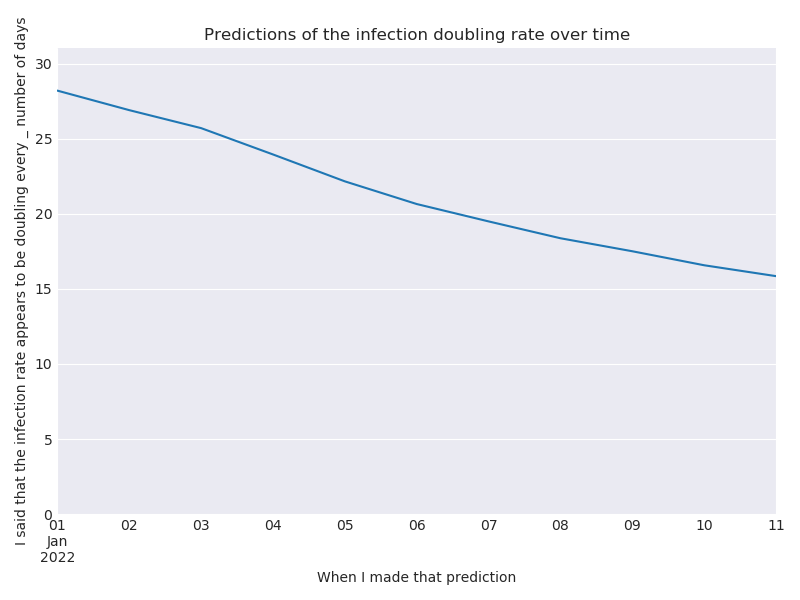 Predictions of the infection doubling rate over time
I said that the infection rate appears to be doubling every _ number of days
30
25
20
15
10
5
0
01 02 03 04 05 06 07 08 09 10 11
Jan
2022
When I made that prediction